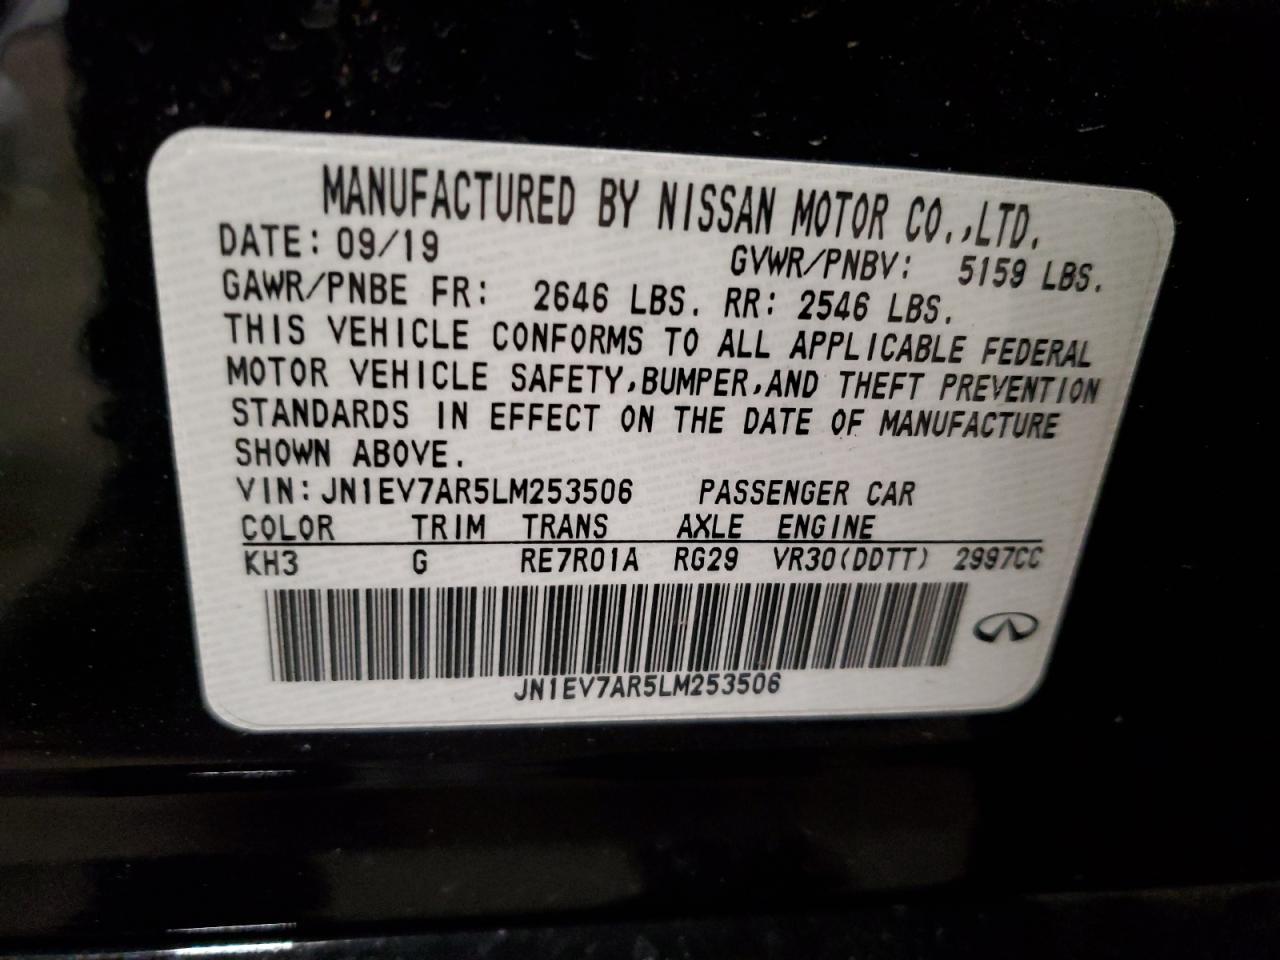 MANUFACTURED BY NISSAN MOTOR CO.,LTD.
DATE: 09/19 GVWR/PNBV: 5159 LBS.
GAWR/PNBE FR: 2646 LBS. RR: 2546 LBS.
THIS VEHICLE CONFORMS TO ALL APPLICABLE FEDERAL
MOTOR VEHICLE SAFETY,BUMPER,AND THEFT PREVENTION
STANDARDS IN EFFECT ON THE DATE OF MANUFACTURE
SHOWN ABOVE.
VIN: JN1EV7AR5LM253506 PASSENGER CAR
COLOR TRIM TRANS AXLE ENGINE
KH3 G RE7R01A RG29 VR30(DDTT) 2997CC
JN1EV7AR5LM253506